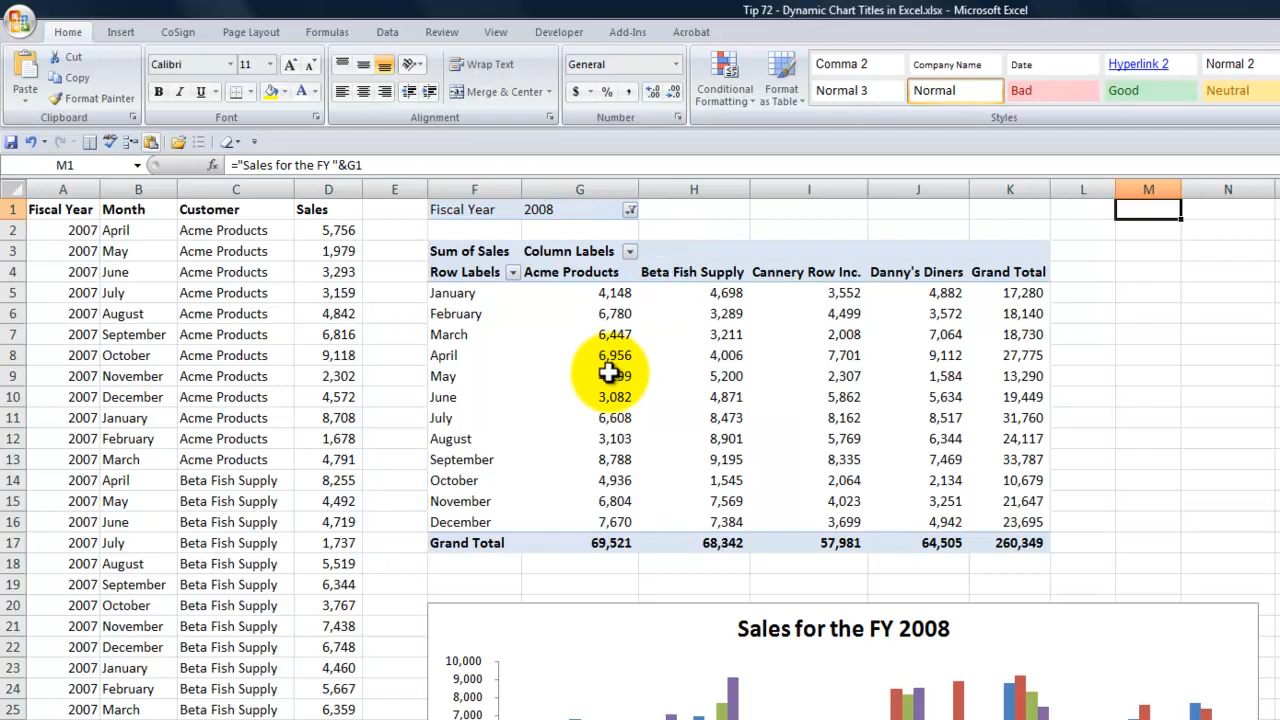 Tip 72 - Dynamic Chart Titles in Excel.xlsx - Microsoft Excel
Home Insert CoSign Page Layout Formulas Data Review View Developer Add-Ins Acrobat
Paste Cut Copy Format Painter Clipboard
Calibri 11 B I U A Font
Wrap Text Merge & Center Alignment
General $ % , Number
Conditional Formatting Format as Table
Comma 2 Company Name Date Hyperlink 2 Normal 2
Normal 3 Normal Bad Good Neutral
Styles
M1 fx ="Sales for the FY "&G1
A B C D E F G H I J K L M N
1 Fiscal Year Month Customer Sales Fiscal Year 2008
2 2007 April Acme Products 5,756
3 2007 May Acme Products 1,979 Sum of Sales Column Labels
4 2007 June Acme Products 3,293 Row Labels Acme Products Beta Fish Supply Cannery Row Inc. Danny's Diners Grand Total
5 2007 July Acme Products 3,159 January 4,148 4,698 3,552 4,882 17,280
6 2007 August Acme Products 4,842 February 6,780 3,289 4,499 3,572 18,140
7 2007 September Acme Products 6,816 March 6,447 3,211 2,008 7,064 18,730
8 2007 October Acme Products 9,118 April 6,956 4,006 7,701 9,112 27,775
9 2007 November Acme Products 2,302 May 5,200 2,307 1,584 13,290
10 2007 December Acme Products 4,572 June 3,082 4,871 5,862 5,634 19,449
11 2007 January Acme Products 8,708 July 6,608 8,473 8,162 8,517 31,760
12 2007 February Acme Products 1,678 August 3,103 8,901 5,769 6,344 24,117
13 2007 March Acme Products 4,791 September 8,788 9,195 8,335 7,469 33,787
14 2007 April Beta Fish Supply 8,255 October 4,936 1,545 2,064 2,134 10,679
15 2007 May Beta Fish Supply 4,492 November 6,804 7,569 4,023 3,251 21,647
16 2007 June Beta Fish Supply 4,719 December 7,670 7,384 3,699 4,942 23,695
17 2007 July Beta Fish Supply 1,737 Grand Total 69,521 68,342 57,981 64,505 260,349
18 2007 August Beta Fish Supply 5,519
19 2007 September Beta Fish Supply 6,344
20 2007 October Beta Fish Supply 3,767
21 2007 November Beta Fish Supply 7,438 Sales for the FY 2008
22 2007 December Beta Fish Supply 6,748
23 2007 January Beta Fish Supply 4,460 10,000
24 2007 February Beta Fish Supply 5,667 9,000
8,000
25 2007 March Beta Fish Supply 6,359 7,000